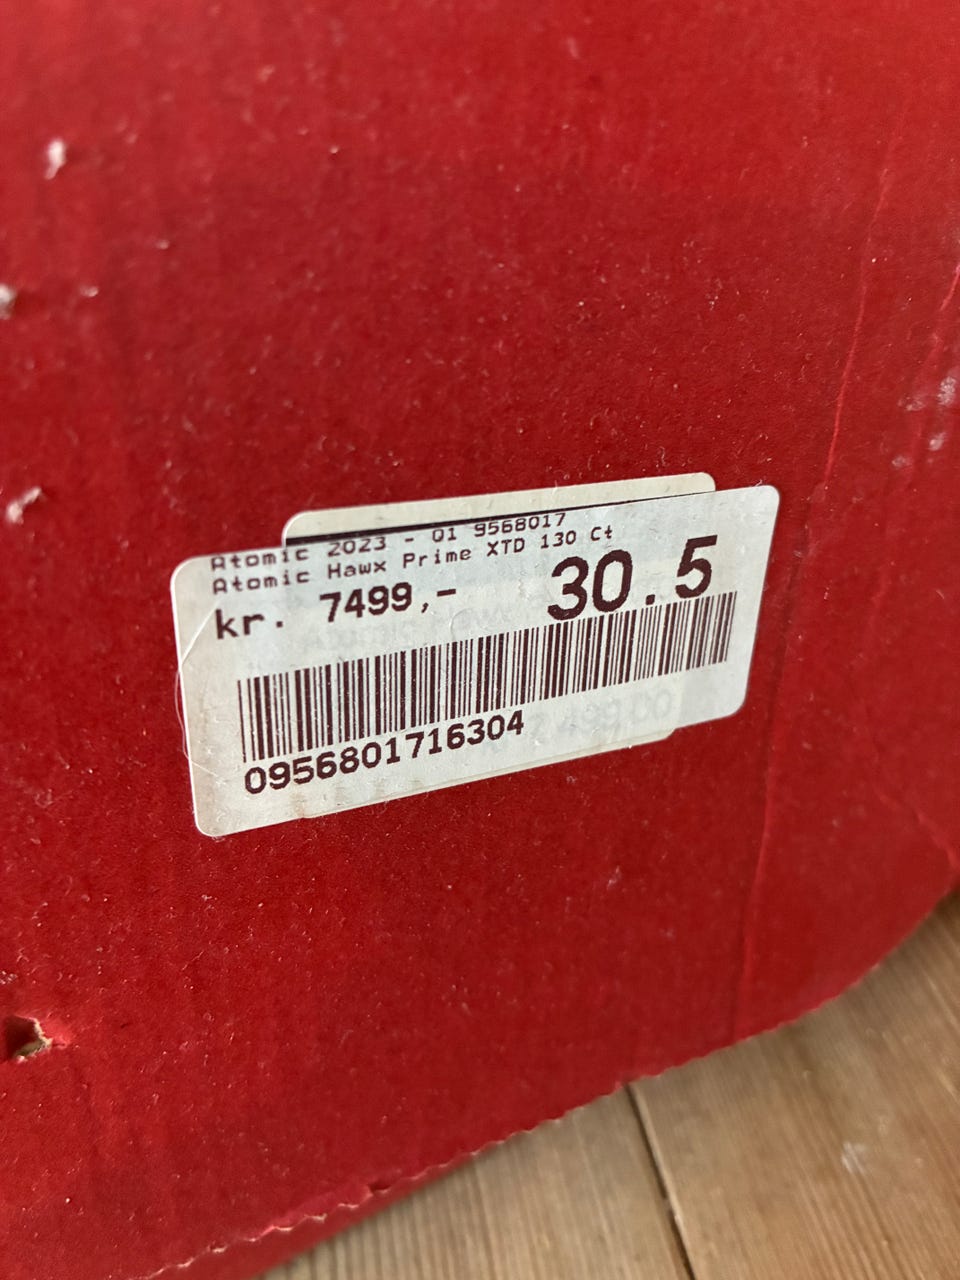 Atomic 2023 - Q1 9568017
Atomic Hawx Prime XTD 130 Ct
kr. 7499,- 30.5
0956801716304